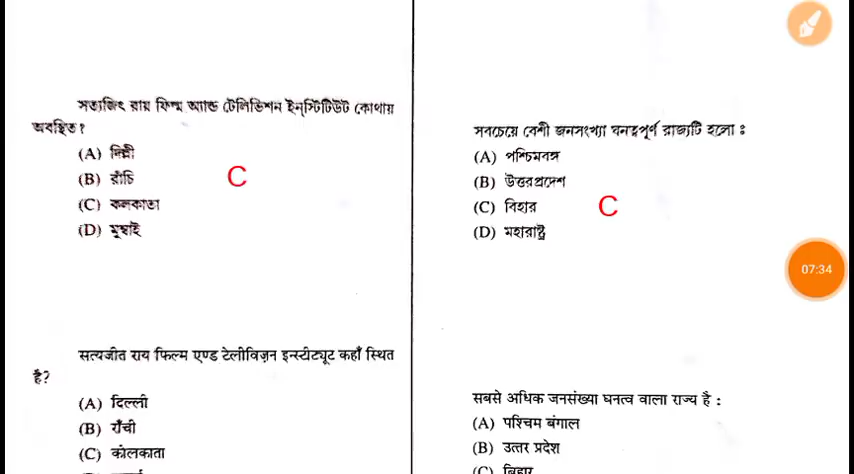 সত্যজিৎ রায় ফিল্ম অ্যান্ড টেলিভিশন ইন্‌স্টিটিউট কোথায়
অবস্থিত?
(A) দিল্লী
(B) রাঁচি
(C) কলকাতা
(D) মুম্বাই
C
सत्यजीत राय फिल्म एण्ड टेलीविज़न इन्स्टीट्यूट कहाँ स्थित
है?
(A) दिल्ली
(B) राँची
(C) कोलकाता
সবচেয়ে বেশী জনসংখ্যা ঘনত্বপূর্ণ রাজ্যটি হলো :
(A) পশ্চিমবঙ্গ
(B) উত্তরপ্রদেশ
(C) বিহার
(D) মহারাষ্ট্র
C
सबसे अधिक जनसंख्या घनत्व वाला राज्य है :
(A) पश्चिम बंगाल
(B) उत्तर प्रदेश
(C) बिहार
07:34